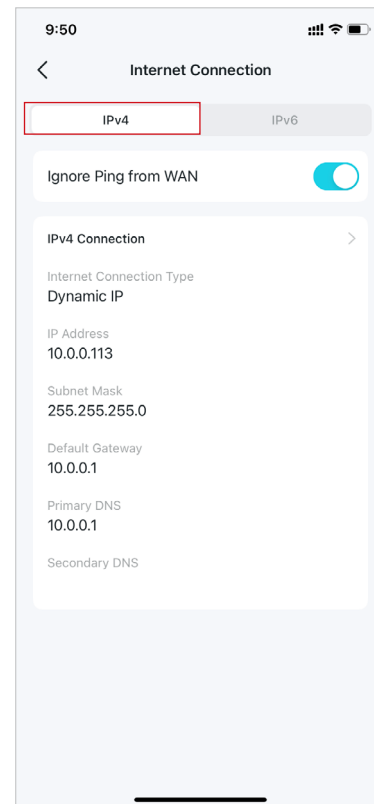 9:50
Internet Connection
IPv4 IPv6
Ignore Ping from WAN
IPv4 Connection
Internet Connection Type
Dynamic IP
IP Address
10.0.0.113
Subnet Mask
255.255.255.0
Default Gateway
10.0.0.1
Primary DNS
10.0.0.1
Secondary DNS